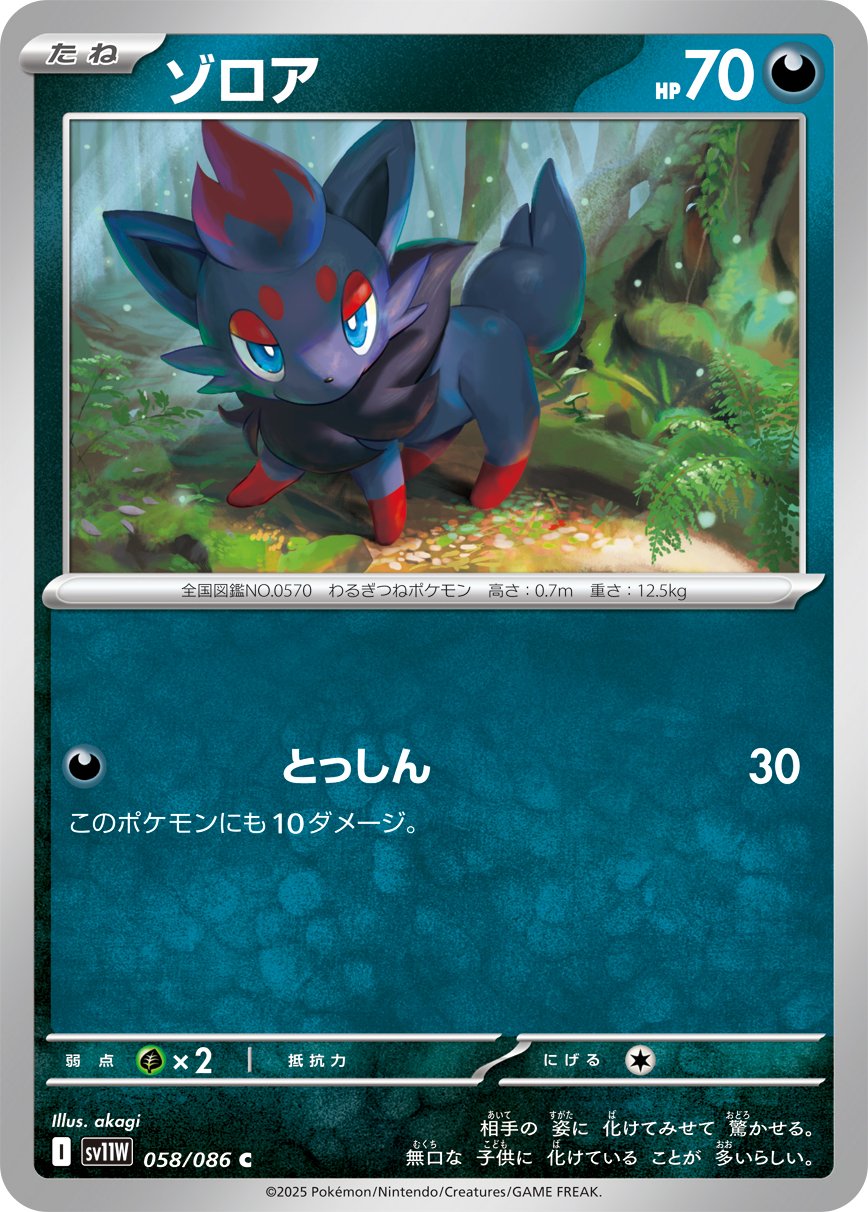 たね
ゾロア
HP70
全国図鑑NO.0570 わるぎつねポケモン 高さ:0.7m 重さ:12.5kg
とっしん 30
このポケモンにも10ダメージ。
弱点 ×2 抵抗力 にげる
Illus. akagi
相手の 姿に 化けてみせて 驚かせる。
無口な 子供に 化けている ことが 多いらしい。
I sv11W 058/086 C
©2025 Pokémon/Nintendo/Creatures/GAME FREAK.